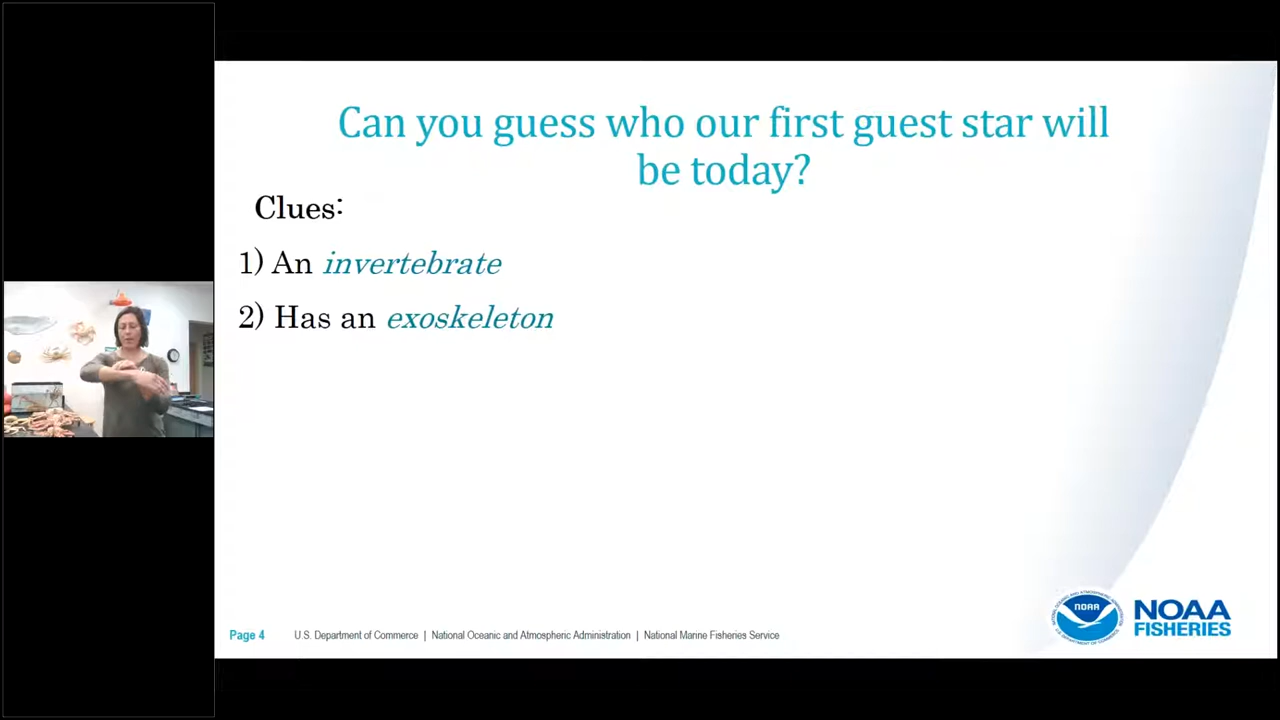 Can you guess who our first guest star will
be today?
Clues:
1) An invertebrate
2) Has an exoskeleton
Page 4 U.S. Department of Commerce | National Oceanic and Atmospheric Administration | National Marine Fisheries Service
NOAA
NOAA
FISHERIES